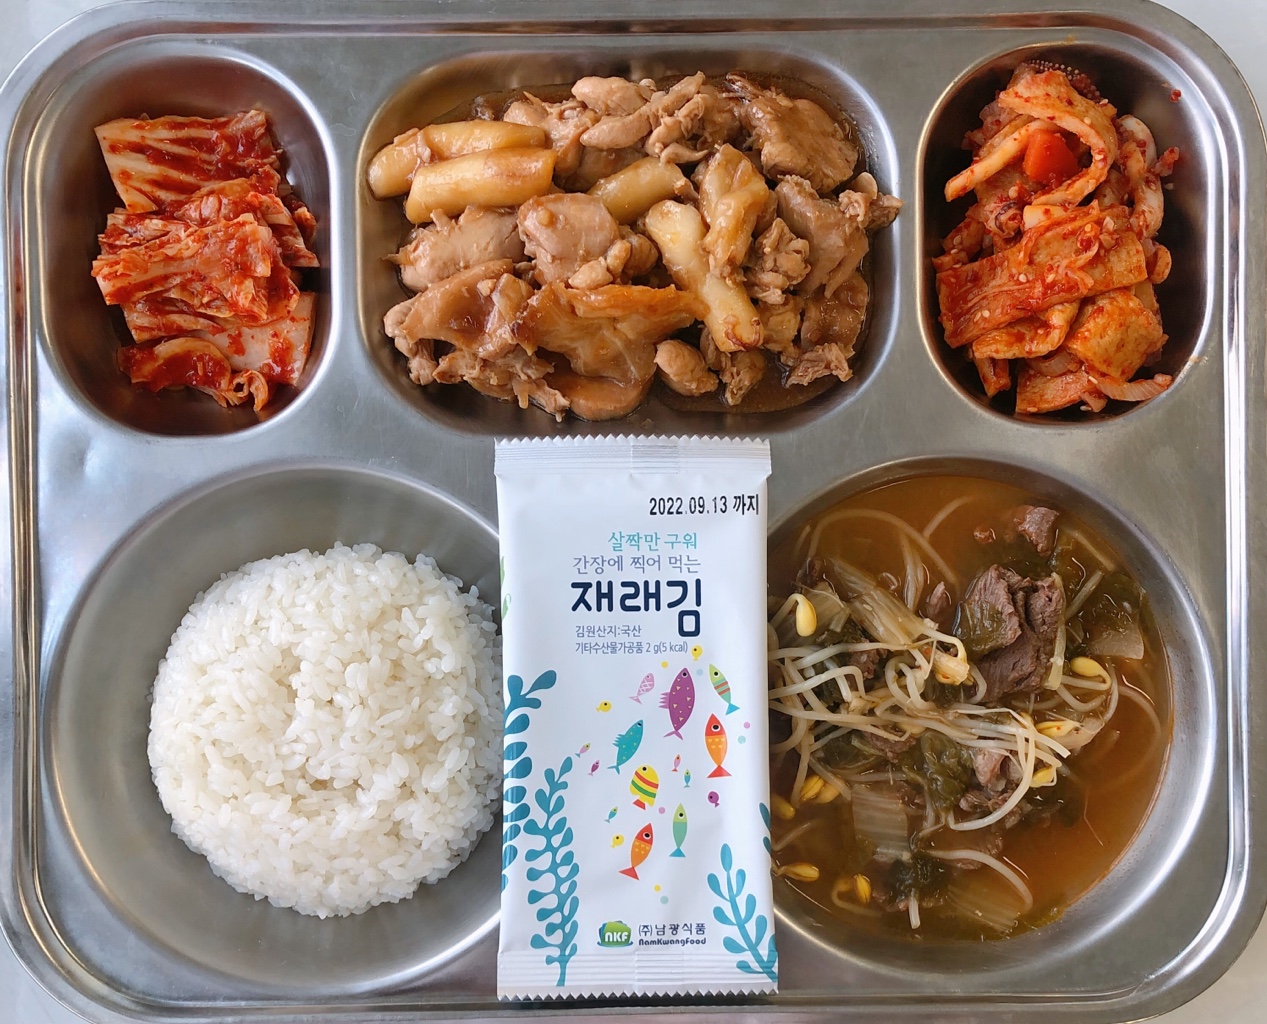 2022.09.13 까지
살짝만 구워
간장에 찍어 먹는
재래김
김원산지:국산
기타수산물가공품 2 g(5 kcal)
NKF (주)남광식품
NamKwangFood